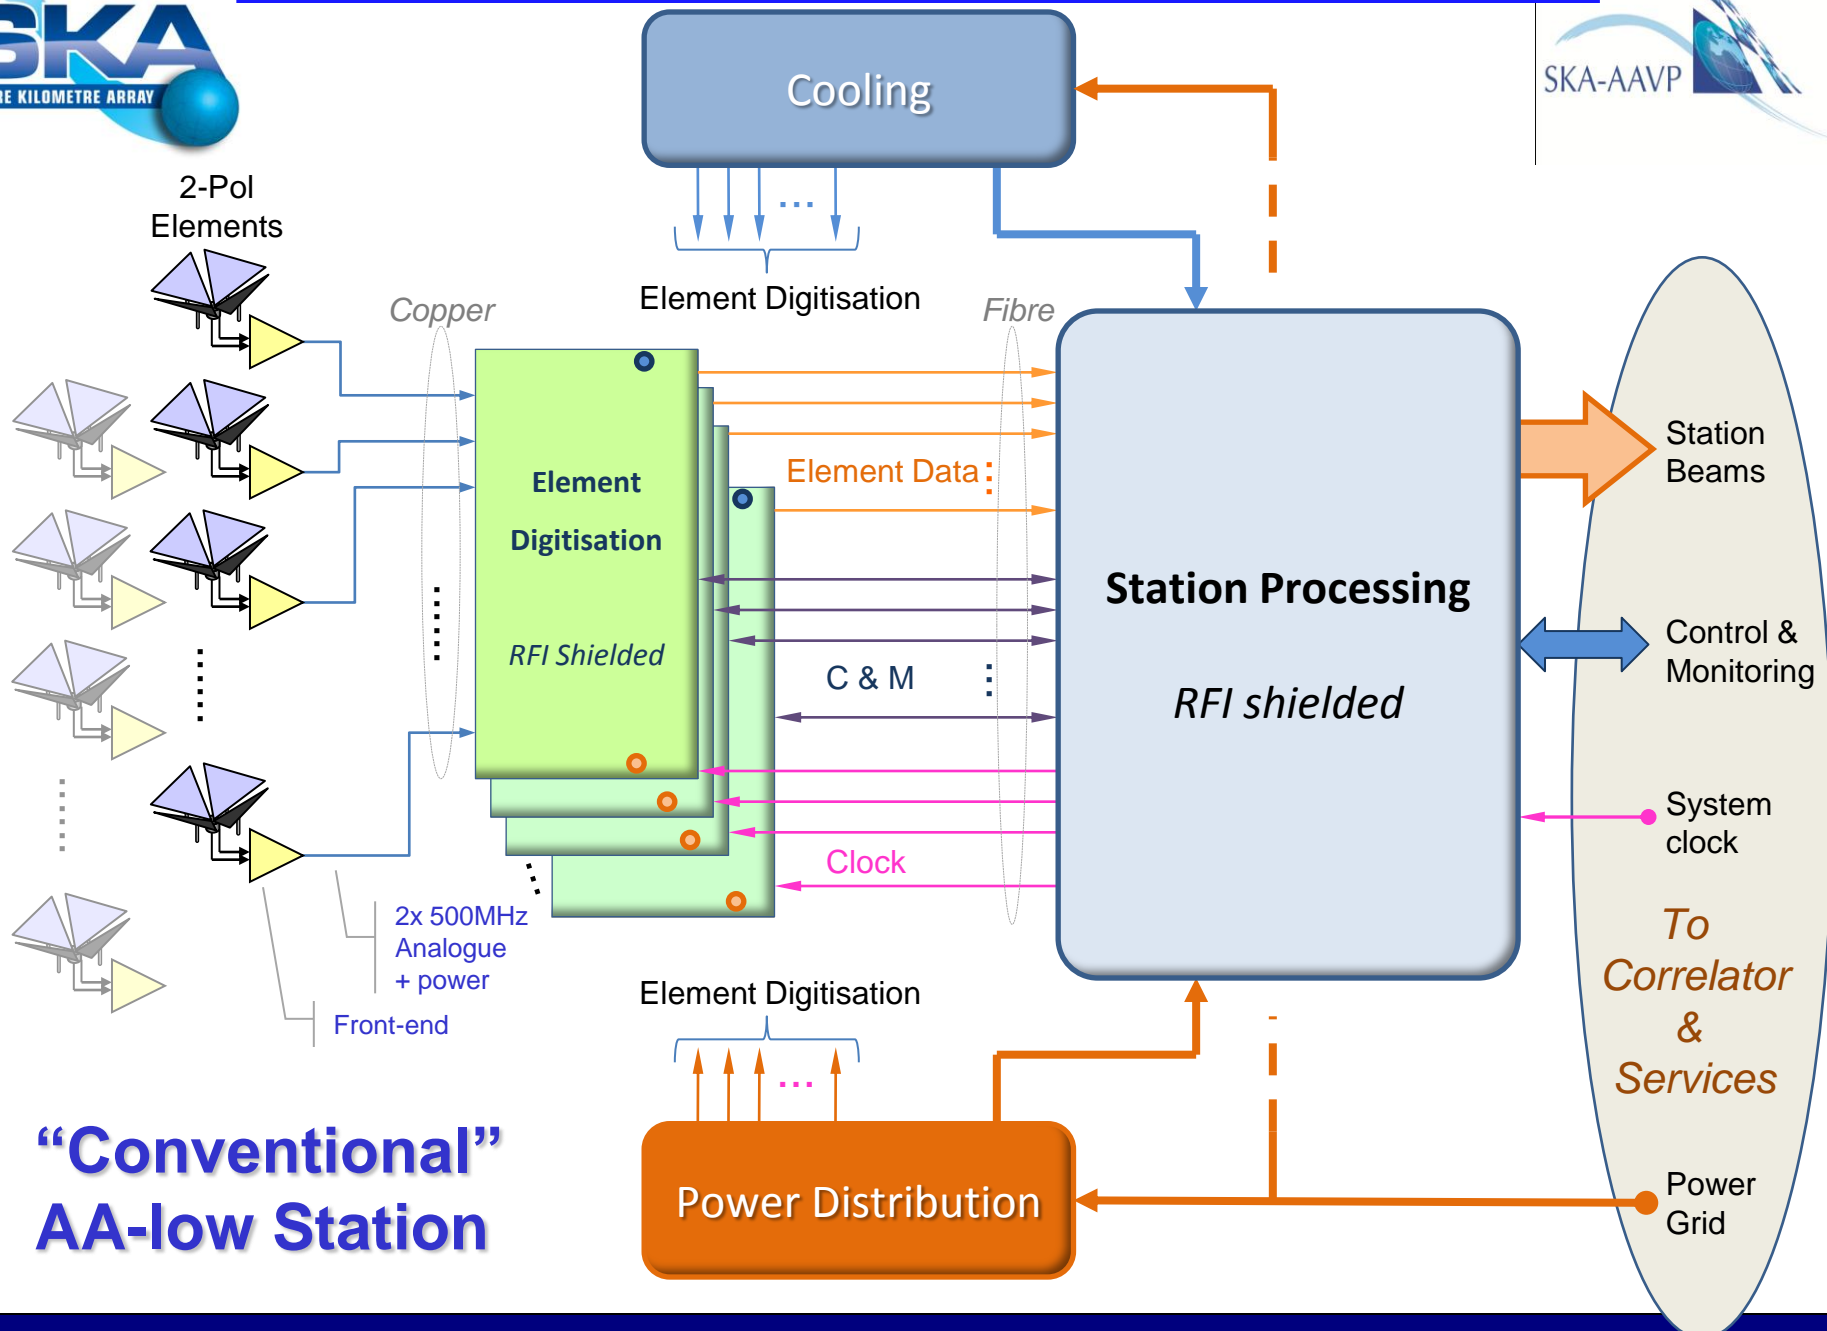 SKA
RE KILOMETRE ARRAY
SKA-AAVP
Cooling
2-Pol
Elements
...
Element Digitisation
Copper
Fibre
Element
Digitisation
RFI Shielded
Element Data
C & M
Clock
Station Processing
RFI shielded
Station
Beams
Control &
Monitoring
System
clock
To
Correlator
&
Services
Power
Grid
2x 500MHz
Analogue
+ power
Front-end
Element Digitisation
...
Power Distribution
“Conventional”
AA-low Station